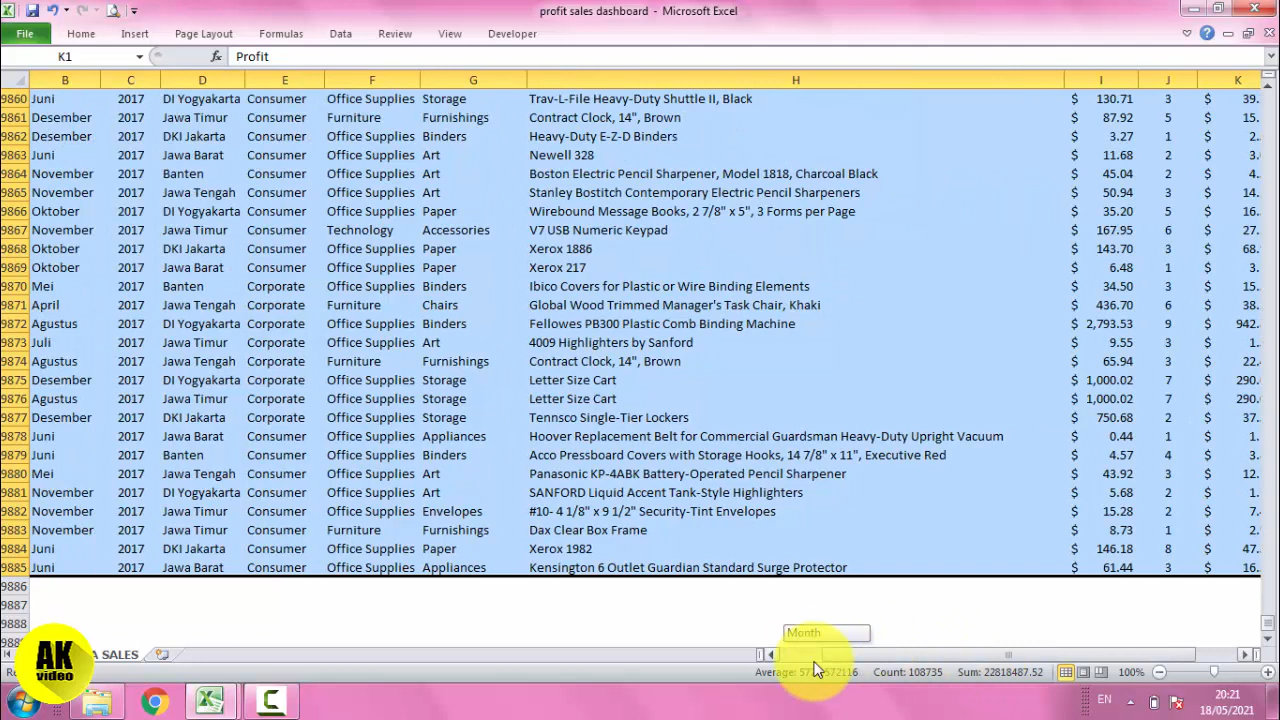 profit sales dashboard - Microsoft Excel
File Home Insert Page Layout Formulas Data Review View Developer
K1 fx Profit
B C D E F G H I J K
9860 Juni 2017 DI Yogyakarta Consumer Office Supplies Storage Trav-L-File Heavy-Duty Shuttle II, Black $ 130.71 3 $ 39.
9861 Desember 2017 Jawa Timur Consumer Furniture Furnishings Contract Clock, 14", Brown $ 87.92 5 $ 15.
9862 Desember 2017 DKI Jakarta Consumer Office Supplies Binders Heavy-Duty E-Z-D Binders $ 3.27 1 $ 2.
9863 Juni 2017 Jawa Barat Consumer Office Supplies Art Newell 328 $ 11.68 2 $ 3.
9864 November 2017 Banten Consumer Office Supplies Art Boston Electric Pencil Sharpener, Model 1818, Charcoal Black $ 45.04 2 $ 4.
9865 November 2017 Jawa Tengah Consumer Office Supplies Art Stanley Bostitch Contemporary Electric Pencil Sharpeners $ 50.94 3 $ 14.
9866 Oktober 2017 DI Yogyakarta Consumer Office Supplies Paper Wirebound Message Books, 2 7/8" x 5", 3 Forms per Page $ 35.20 5 $ 16.
9867 November 2017 Jawa Timur Consumer Technology Accessories V7 USB Numeric Keypad $ 167.95 6 $ 27.
9868 Oktober 2017 DKI Jakarta Consumer Office Supplies Paper Xerox 1886 $ 143.70 3 $ 68.
9869 Oktober 2017 Jawa Barat Consumer Office Supplies Paper Xerox 217 $ 6.48 1 $ 3.
9870 Mei 2017 Banten Corporate Office Supplies Binders Ibico Covers for Plastic or Wire Binding Elements $ 34.50 3 $ 15.
9871 April 2017 Jawa Tengah Corporate Furniture Chairs Global Wood Trimmed Manager's Task Chair, Khaki $ 436.70 6 $ 38.
9872 Agustus 2017 DI Yogyakarta Corporate Office Supplies Binders Fellowes PB300 Plastic Comb Binding Machine $ 2,793.53 9 $ 942.
9873 Juli 2017 Jawa Timur Corporate Office Supplies Art 4009 Highlighters by Sanford $ 9.55 3 $ 1.
9874 Agustus 2017 Jawa Tengah Corporate Furniture Furnishings Contract Clock, 14", Brown $ 65.94 3 $ 22.
9875 Desember 2017 DI Yogyakarta Corporate Office Supplies Storage Letter Size Cart $ 1,000.02 7 $ 290.
9876 Agustus 2017 Jawa Timur Corporate Office Supplies Storage Letter Size Cart $ 1,000.02 7 $ 290.
9877 Desember 2017 DKI Jakarta Corporate Office Supplies Storage Tennsco Single-Tier Lockers $ 750.68 2 $ 37.
9878 Juni 2017 Jawa Barat Consumer Office Supplies Appliances Hoover Replacement Belt for Commercial Guardsman Heavy-Duty Upright Vacuum $ 0.44 1 $ 1.
9879 Juni 2017 Banten Consumer Office Supplies Appliances Acco Pressboard Covers with Storage Hooks, 14 7/8" x 11", Executive Red $ 4.57 4 $ 3.
9880 Mei 2017 Jawa Tengah Consumer Office Supplies Art Panasonic KP-4ABK Battery-Operated Pencil Sharpener $ 43.92 3 $ 12.
9881 November 2017 DI Yogyakarta Consumer Office Supplies Art SANFORD Liquid Accent Tank-Style Highlighters $ 5.68 2 $ 1.
9882 November 2017 Jawa Timur Consumer Office Supplies Envelopes #10- 4 1/8" x 9 1/2" Security-Tint Envelopes $ 15.28 2 $ 7.
9883 November 2017 Jawa Timur Consumer Furniture Furnishings Dax Clear Box Frame $ 8.73 1 $ 2.
9884 Juni 2017 DKI Jakarta Consumer Office Supplies Paper Xerox 1982 $ 146.18 8 $ 47.
9885 Juni 2017 Jawa Barat Consumer Office Supplies Appliances Kensington 6 Outlet Guardian Standard Surge Protector $ 61.44 3 $ 16.
9886
9887
9888
Month
AK
video
SALES
Average: Count: 108735 Sum: 22818487.52 100%
EN 20:21
18/05/2021